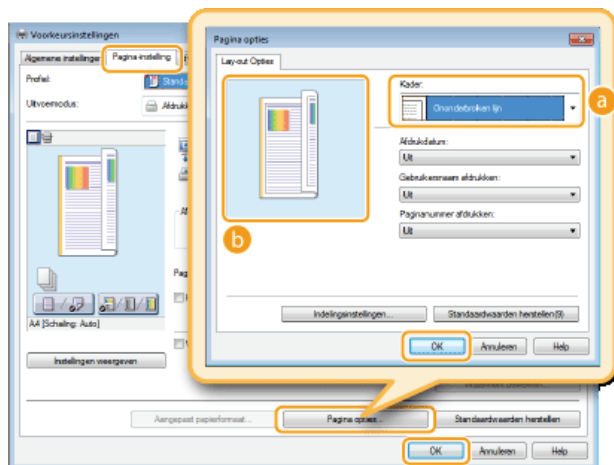 Voorkeursinstellingen
Algemene instellingen
Pagina-instelling
Profiel:
Uitvoermodus:
A4 [Schaling: Auto]
Instellingen weergeven
Aangepast papierformaat...
Pagina opties...
Standaardwaarden herstellen
OK
Annuleren
Help
Pagina opties
Lay-out Opties
Kader:
Ononderbroken lijn
a
Afdrukdatum:
Uit
Gebruikersnaam afdrukken:
Uit
Paginanummer afdrukken:
Uit
b
Indelingsinstellingen...
Standaardwaarden herstellen(9)
OK
Annuleren
Help